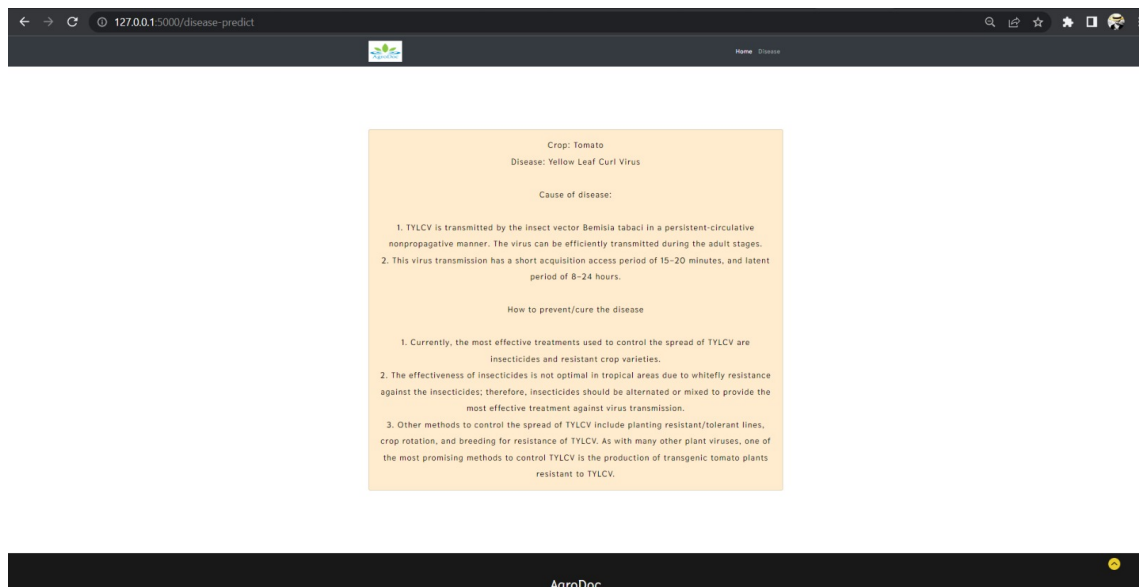 127.0.0.1:5000/disease-predict
AgroDoc
Home Disease
Crop: Tomato
Disease: Yellow Leaf Curl Virus
Cause of disease:
1. TYLCV is transmitted by the insect vector Bemisia tabaci in a persistent-circulative
nonpropagative manner. The virus can be efficiently transmitted during the adult stages.
2. This virus transmission has a short acquisition access period of 15–20 minutes, and latent
period of 8–24 hours.
How to prevent/cure the disease
1. Currently, the most effective treatments used to control the spread of TYLCV are
insecticides and resistant crop varieties.
2. The effectiveness of insecticides is not optimal in tropical areas due to whitefly resistance
against the insecticides; therefore, insecticides should be alternated or mixed to provide the
most effective treatment against virus transmission.
3. Other methods to control the spread of TYLCV include planting resistant/tolerant lines,
crop rotation, and breeding for resistance of TYLCV. As with many other plant viruses, one of
the most promising methods to control TYLCV is the production of transgenic tomato plants
resistant to TYLCV.
AgroDoc